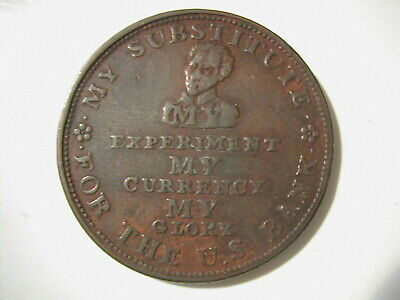 MY SUBSTITUTE
FOR THE U.S. BANK
MY
EXPERIMENT
MY
CURRENCY
MY
GLORY